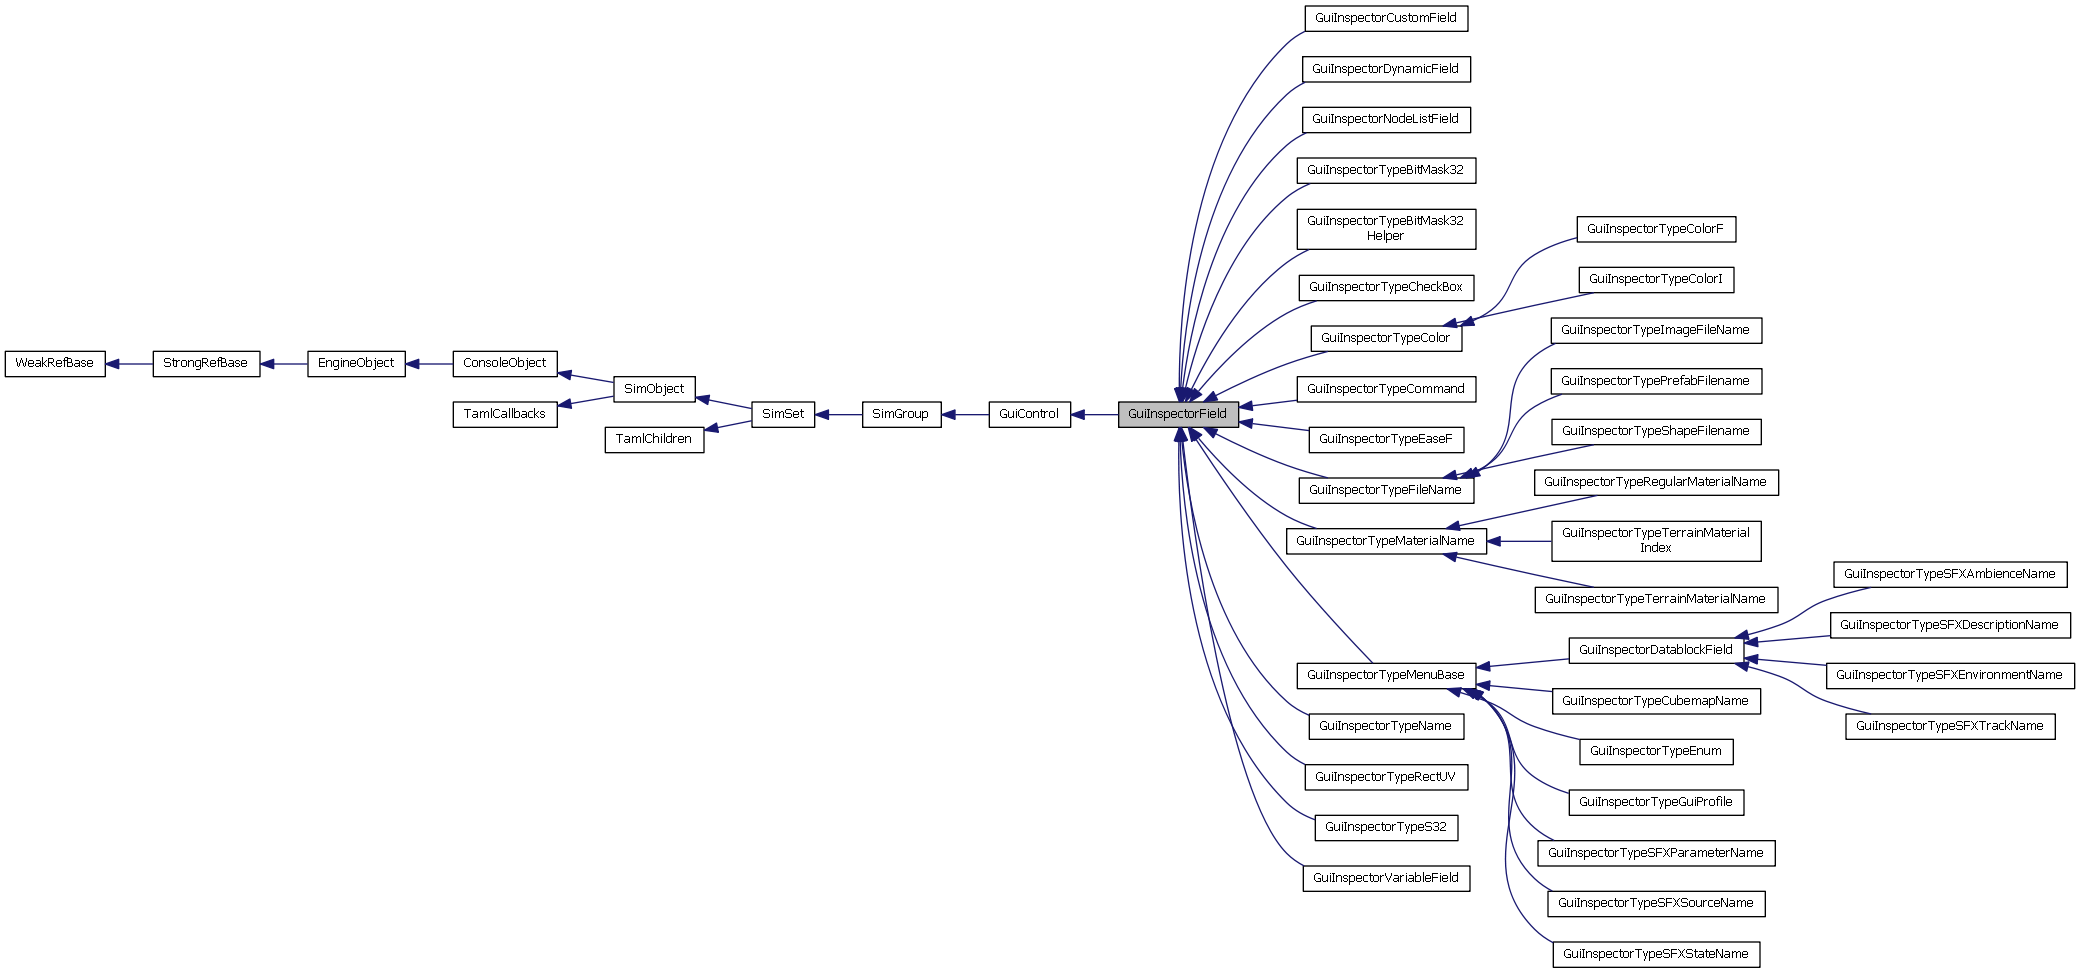 WeakRefBase
StrongRefBase
EngineObject
ConsoleObject
TamlCallbacks
SimObject
TamlChildren
SimSet
SimGroup
GuiControl
GuiInspectorField
GuiInspectorCustomField
GuiInspectorDynamicField
GuiInspectorNodeListField
GuiInspectorTypeBitMask32
GuiInspectorTypeBitMask32
Helper
GuiInspectorTypeCheckBox
GuiInspectorTypeColor
GuiInspectorTypeCommand
GuiInspectorTypeEaseF
GuiInspectorTypeFileName
GuiInspectorTypeMaterialName
GuiInspectorTypeMenuBase
GuiInspectorTypeName
GuiInspectorTypeRectUV
GuiInspectorTypeS32
GuiInspectorVariableField
GuiInspectorTypeColorF
GuiInspectorTypeColorI
GuiInspectorTypeImageFileName
GuiInspectorTypePrefabFilename
GuiInspectorTypeShapeFilename
GuiInspectorTypeRegularMaterialName
GuiInspectorTypeTerrainMaterial
Index
GuiInspectorTypeTerrainMaterialName
GuiInspectorDatablockField
GuiInspectorTypeCubemapName
GuiInspectorTypeEnum
GuiInspectorTypeGuiProfile
GuiInspectorTypeSFXParameterName
GuiInspectorTypeSFXSourceName
GuiInspectorTypeSFXStateName
GuiInspectorTypeSFXAmbienceName
GuiInspectorTypeSFXDescriptionName
GuiInspectorTypeSFXEnvironmentName
GuiInspectorTypeSFXTrackName